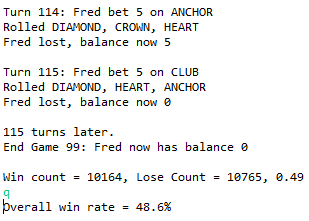 Turn 114: Fred bet 5 on ANCHOR
Rolled DIAMOND, CROWN, HEART
Fred lost, balance now 5
Turn 115: Fred bet 5 on CLUB
Rolled DIAMOND, HEART, ANCHOR
Fred lost, balance now 0
115 turns later.
End Game 99: Fred now has balance 0
Win count = 10164, Lose Count = 10765, 0.49
q
Overall win rate = 48.6%